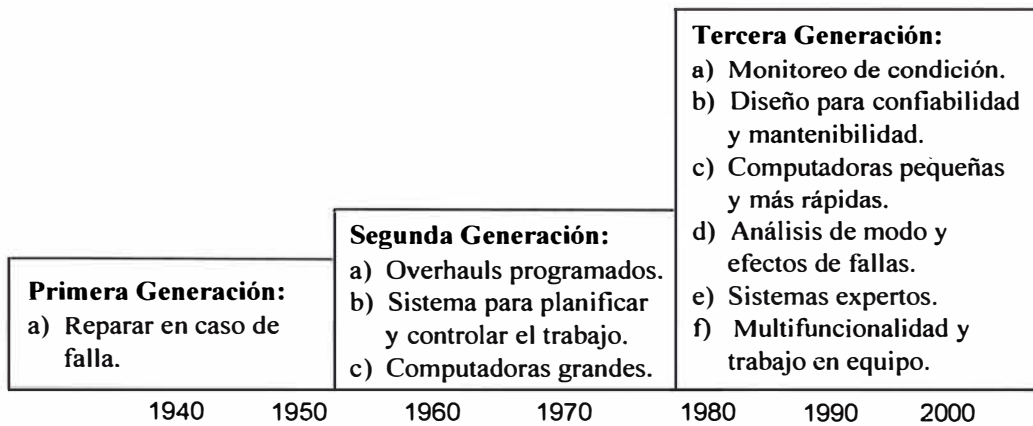 Primera Generación:
a) Reparar en caso de
falla.
Segunda Generación:
a) Overhauls programados.
b) Sistema para planificar
y controlar el trabajo.
c) Computadoras grandes.
Tercera Generación:
a) Monitoreo de condición.
b) Diseño para confiabilidad
y mantenibilidad.
c) Computadoras pequeñas
y más rápidas.
d) Análisis de modo y
efectos de fallas.
e) Sistemas expertos.
f) Multifuncionalidad y
trabajo en equipo.
1940 1950 1960 1970 1980 1990 2000